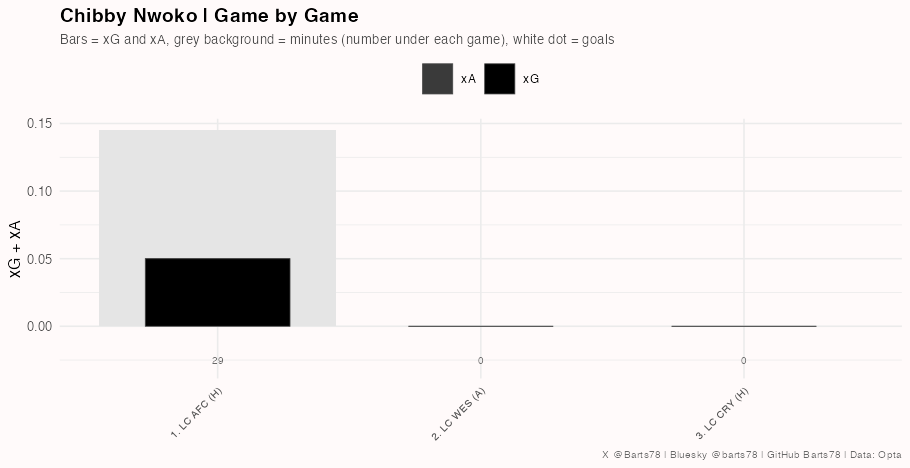 Chibby Nwoko | Game by Game
Bars = xG and xA, grey background = minutes (number under each game), white dot = goals
xA xG
xG + xA
0.15
0.10
0.05
0.00
29 0 0
1. LC AFC (H) 2. LC WES (A) 3. LC CRY (H)
X @Barts78 | Bluesky @barts78 | GitHub Barts78 | Data: Opta